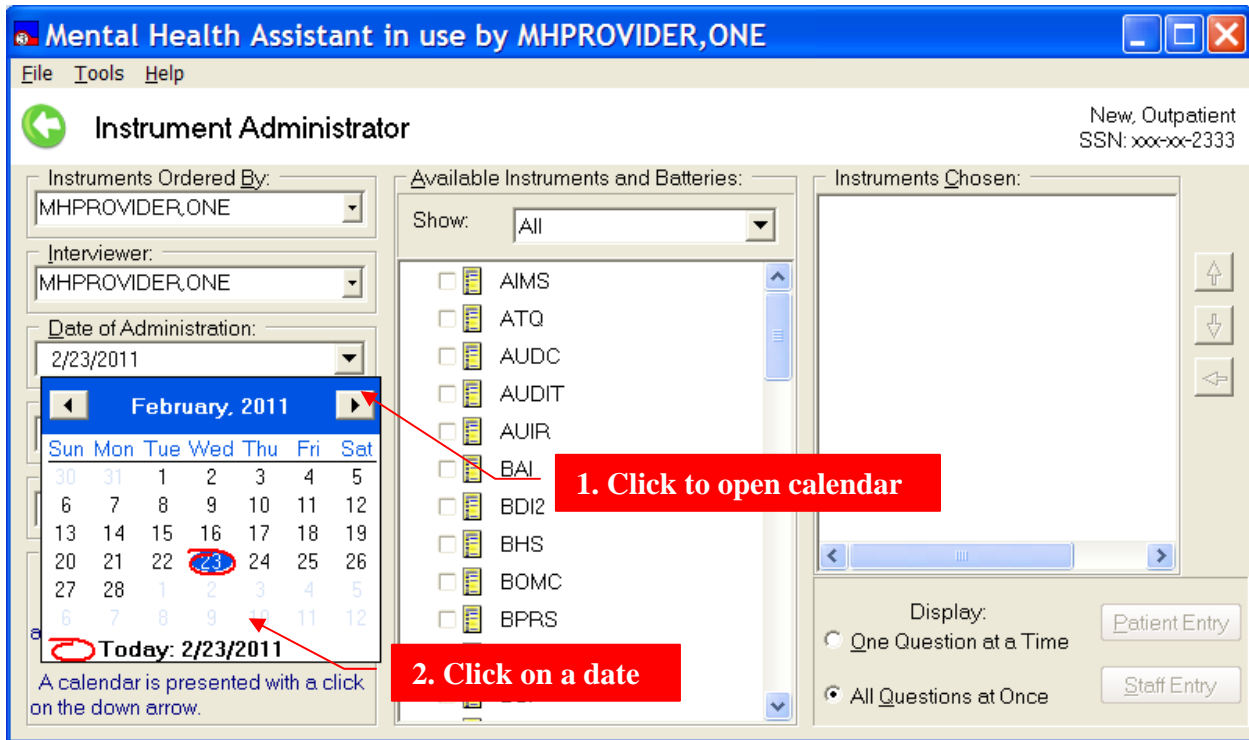 Mental Health Assistant in use by MHPROVIDER,ONE
File Tools Help
Instrument Administrator
New, Outpatient
SSN: xxx-xx-2333
Instruments Ordered By:
MHPROVIDER,ONE
Interviewer:
MHPROVIDER,ONE
Date of Administration:
2/23/2011
February, 2011
Sun Mon Tue Wed Thu Fri Sat
30 31 1 2 3 4 5
6 7 8 9 10 11 12
13 14 15 16 17 18 19
20 21 22 23 24 25 26
27 28 1 2 3 4 5
6 7 8 9 10 11 12
Today: 2/23/2011
A calendar is presented with a click
on the down arrow.
Available Instruments and Batteries:
Show: All
AIMS
ATQ
AUDC
AUDIT
AUIR
BAI
BDI2
BHS
BOMC
BPRS
1. Click to open calendar
2. Click on a date
Instruments Chosen:
Display:
One Question at a Time
All Questions at Once
Patient Entry
Staff Entry